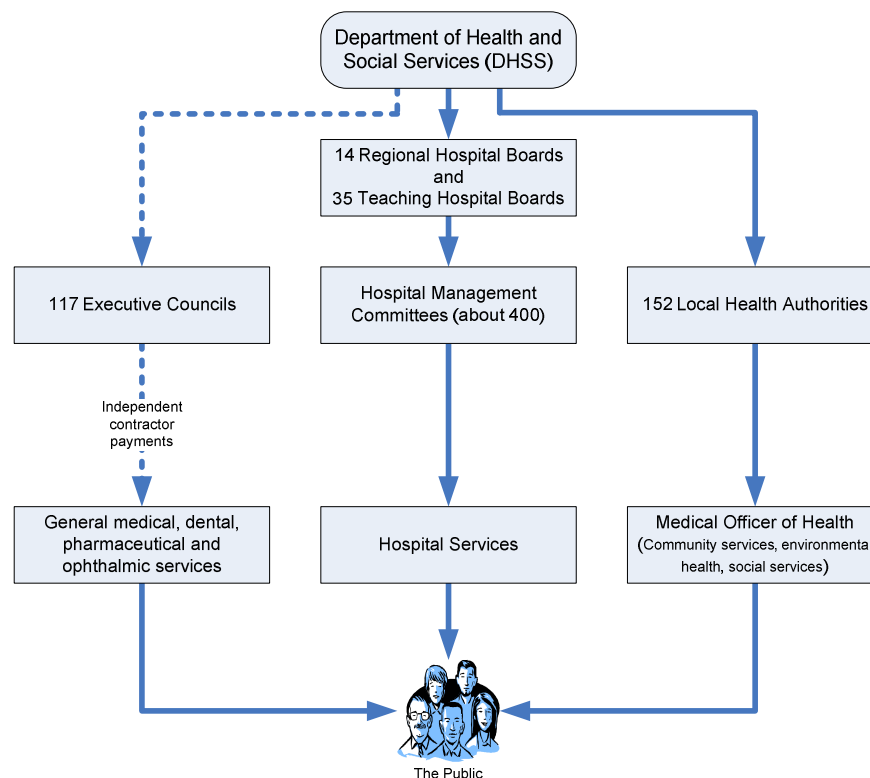 Department of Health and
Social Services (DHSS)
14 Regional Hospital Boards
and
35 Teaching Hospital Boards
117 Executive Councils
Hospital Management
Committees (about 400)
152 Local Health Authorities
Independent
contractor
payments
General medical, dental,
pharmaceutical and
ophthalmic services
Hospital Services
Medical Officer of Health
(Community services, environmenta
health, social services)
The Public